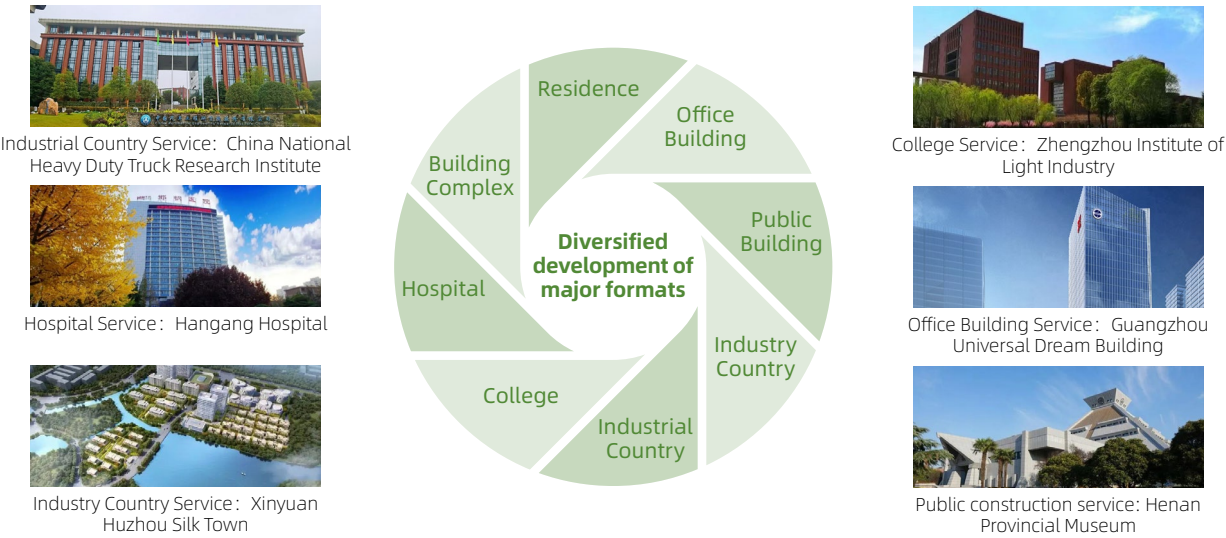 Industrial Country Service: China National
Heavy Duty Truck Research Institute
Hospital Service: Hangang Hospital
Industry Country Service: Xinyuan
Huzhou Silk Town
Residence
Office
Building
Public
Building
Industry
Country
Industrial
Country
College
Hospital
Building
Complex
Diversified
development of
major formats
College Service: Zhengzhou Institute of
Light Industry
Office Building Service: Guangzhou
Universal Dream Building
Public construction service: Henan
Provincial Museum